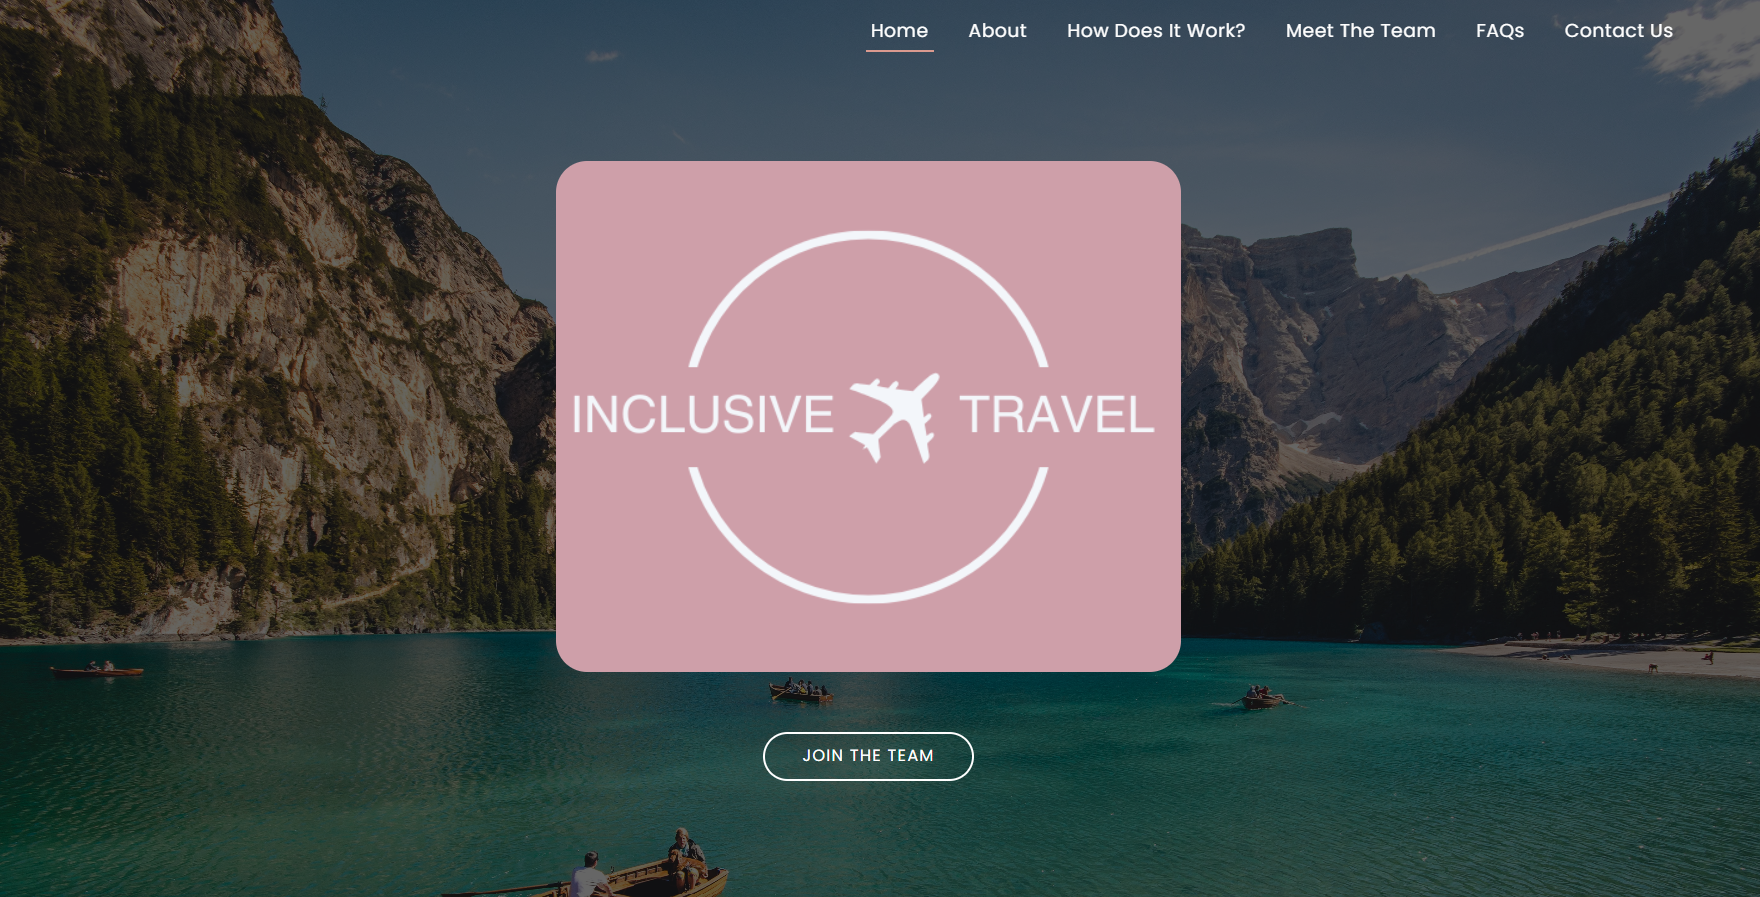 Home About How Does It Work? Meet The Team FAQs Contact Us
INCLUSIVE TRAVEL
JOIN THE TEAM